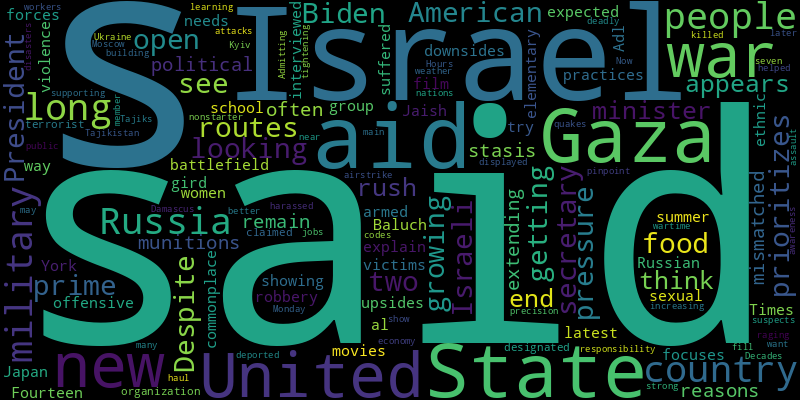 workers learning Ukraine attacks
forces needs Biden American expected people
deadly later
S Israel
interviewed
Moscow Kyiv tightening killed
building
open suffered downsides Adl war
disasters violence
President political Admitting elementary Now seven
supporting Hours practices helped appears
see film weather
member
long school often group Jaish nations minister
terrorist nonstarter
Tajiks routes aid try Gaza ethnic
Tajikistan near main
public looking stasis quakes assault
way battlefield displayed pinpoint
airstrike
military gird women rush secretary prioritizes
may Damascus harassed armed said
better
Russia remain Baluch extending getting pressure summer
claimed jobs codes wartime awareness
munitions explain growing Israeli food mismatched
York victims Russian
prime Despite commonplace showing two think
Monday deported robbery end sexual increasing
offensive upsides precision Times
many al designated suspects
show latest focuses raging
Japan new movies economy responsibility fill want
haul Decades
Fourteen organization United State strong country reasons